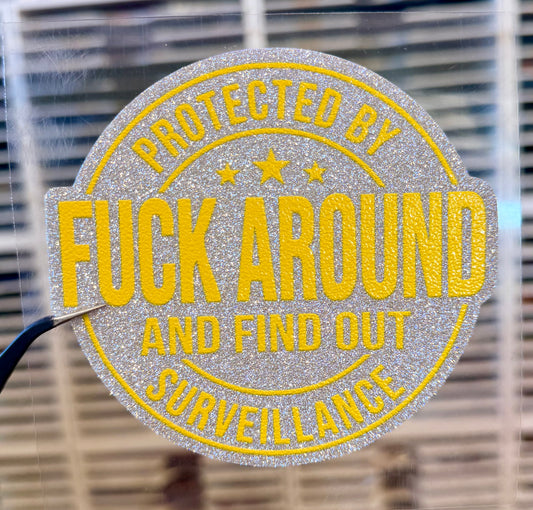 PROTECTED BY
FUCK AROUND
AND FIND OUT
SURVEILLANCE